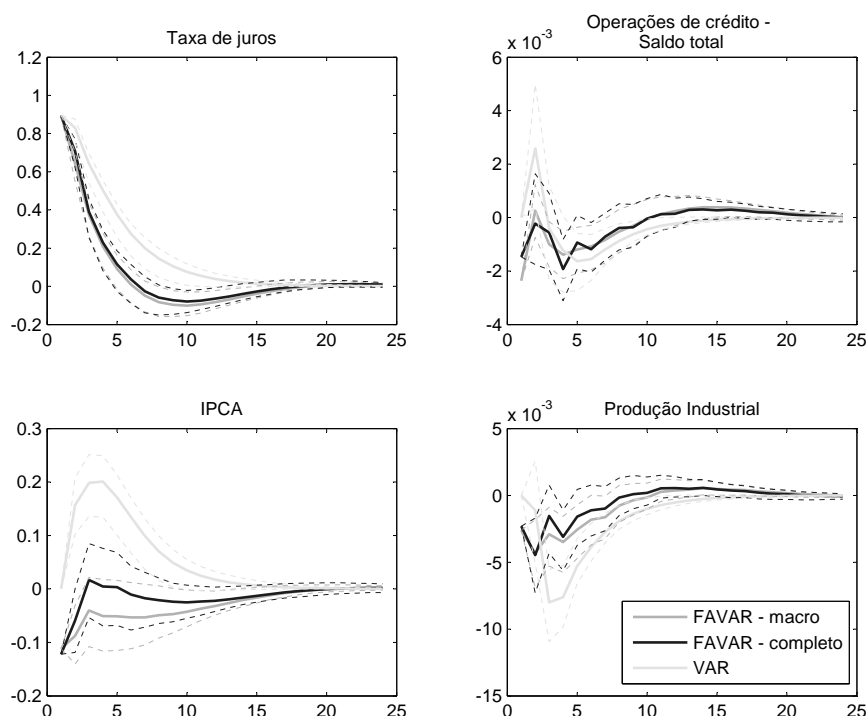 Taxa de juros
1.2
1
0.8
0.6
0.4
0.2
0
-0.2
0 5 10 15 20 25
Operações de crédito -
Saldo total
x 10⁻³
6
4
2
0
-2
-4
0 5 10 15 20 25
IPCA
0.3
0.2
0.1
0
-0.1
-0.2
0 5 10 15 20 25
Produção Industrial
x 10⁻³
5
0
-5
-10
-15
0 5 10 15 20 25
FAVAR - macro
FAVAR - completo
VAR